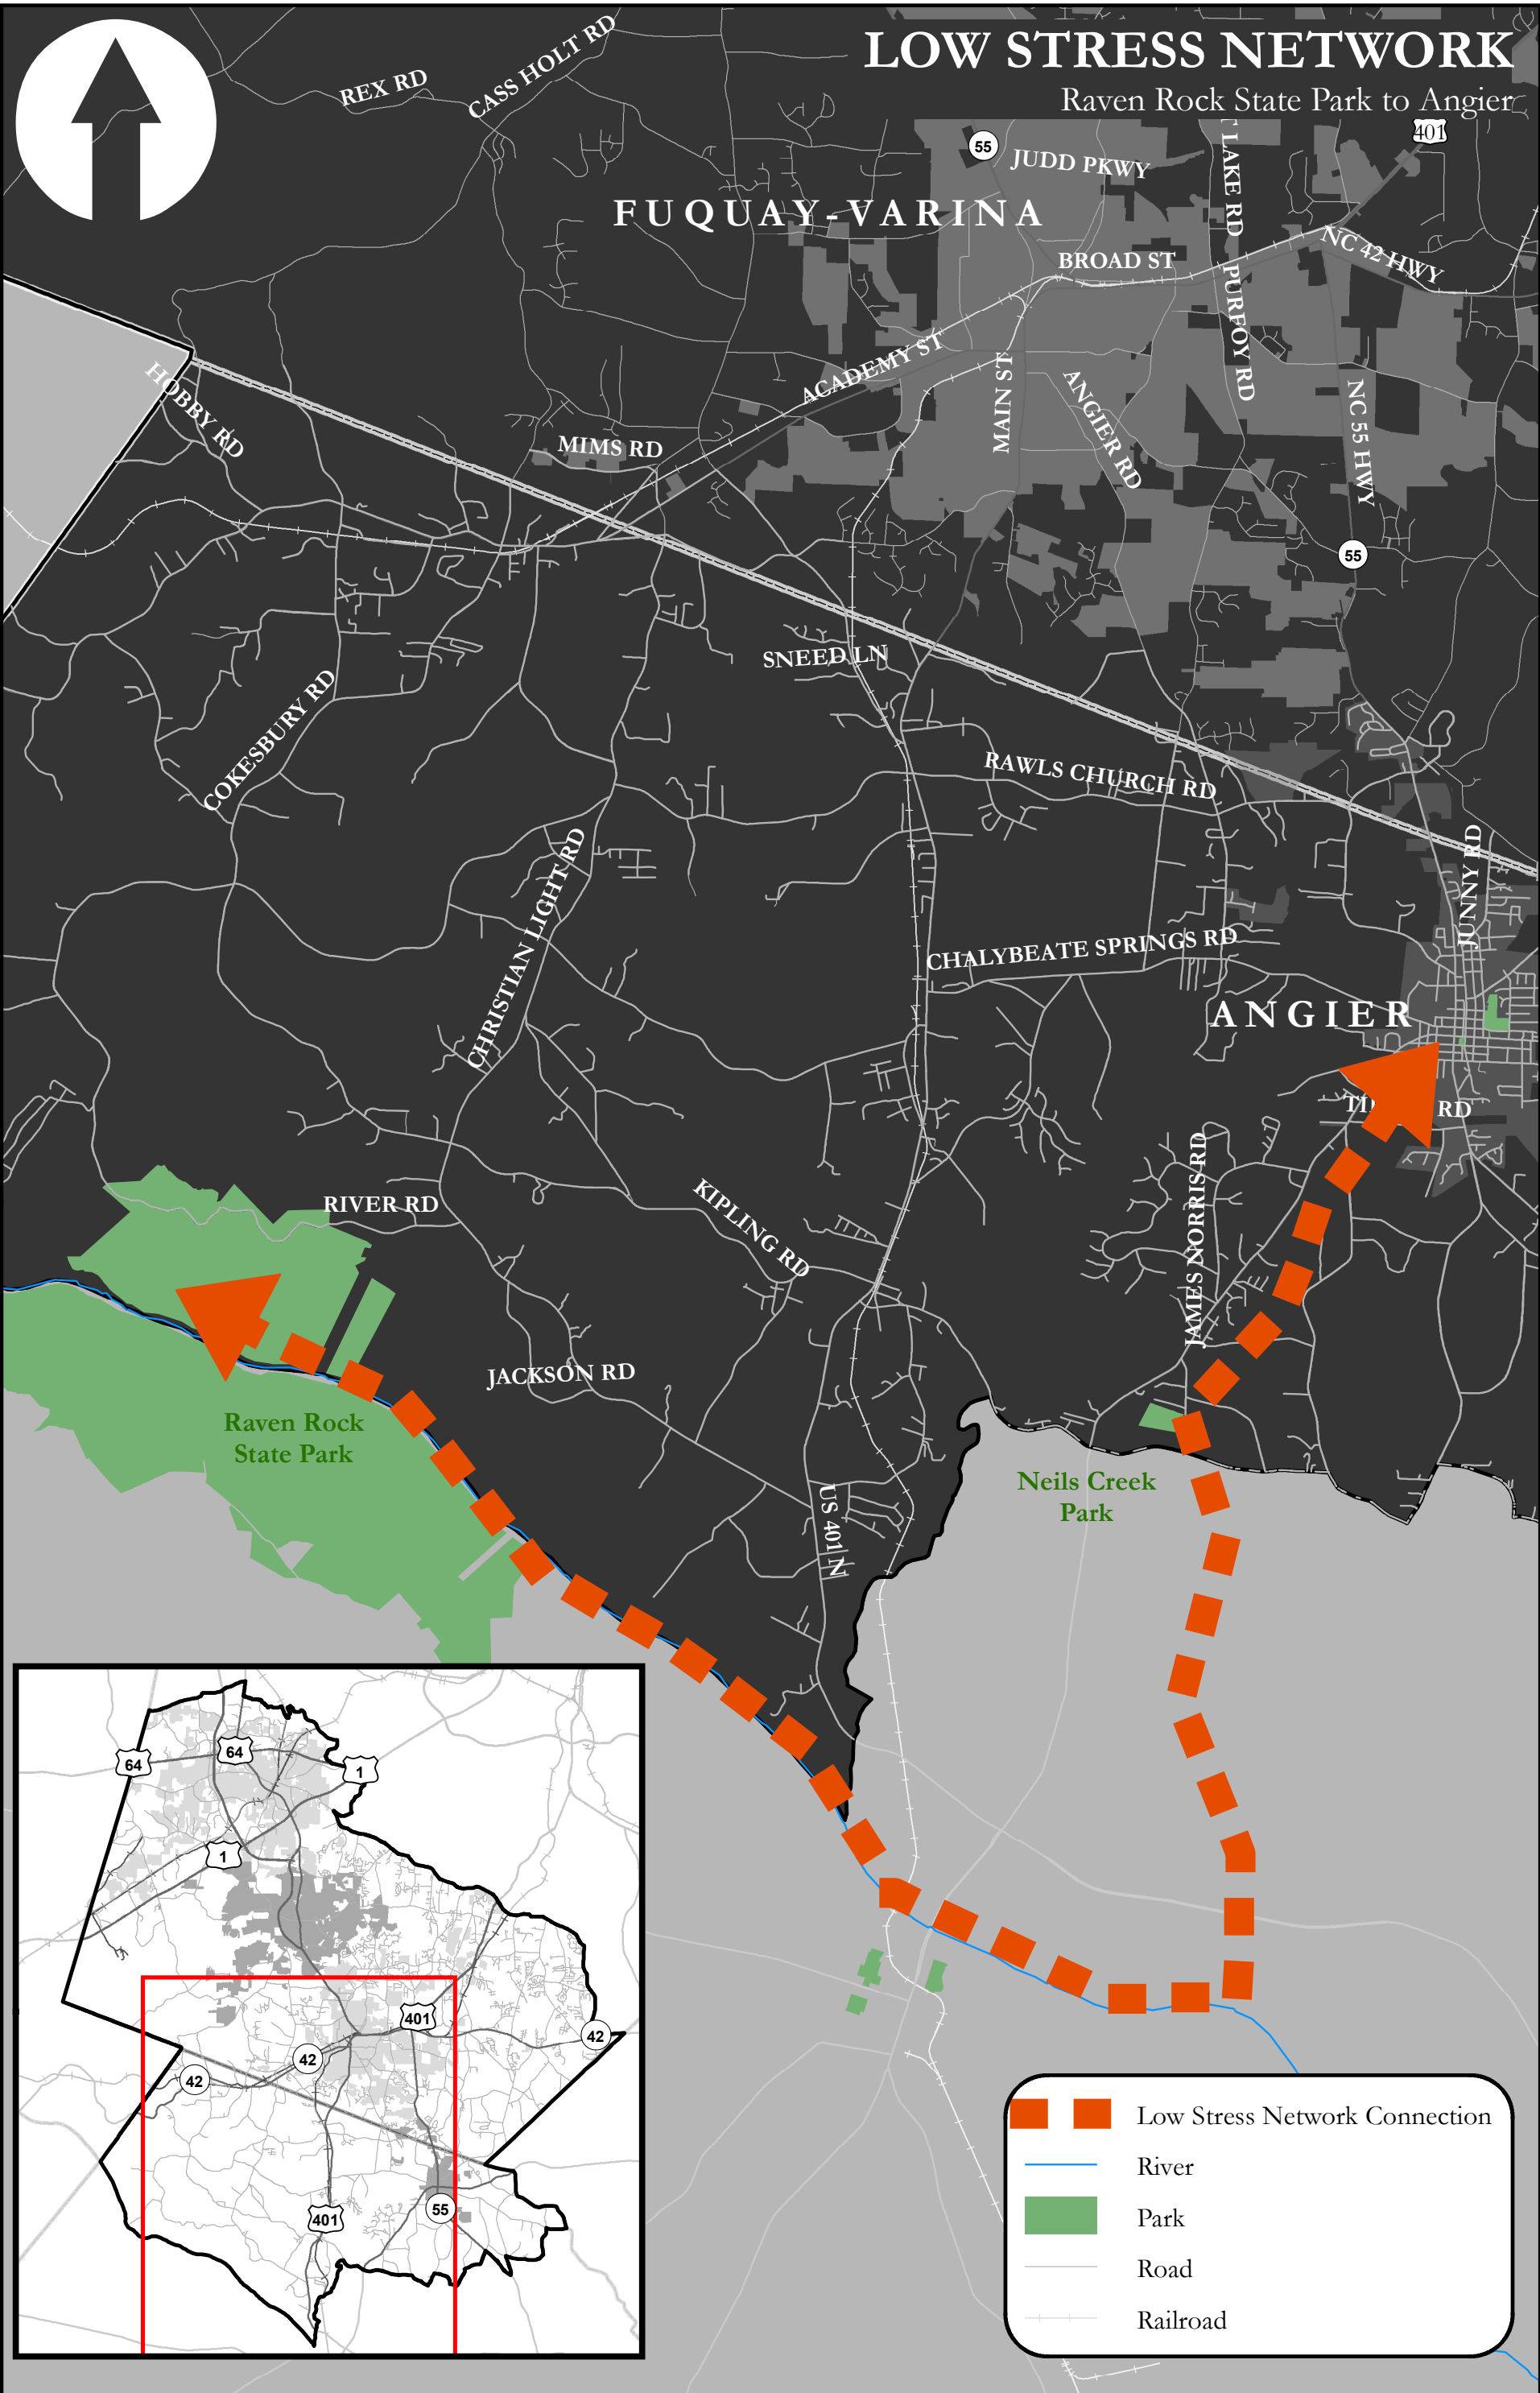 LOW STRESS NETWORK
Raven Rock State Park to Angier
401
REX RD
CASS HOLT RD
55
JUDD PKWY
LAKE RD
FUQUAY-VARINA
NC 42 HWY
BROAD ST
PURFOY RD
ACADEMY ST
HOBBY RD
MAIN ST
ANGIER RD
NC 55 HWY
MIMS RD
55
SNEED LN
COKESBURY RD
RAWLS CHURCH RD
JUNNY RD
CHRISTIAN LIGHT RD
CHALYBEATE SPRINGS RD
ANGIER
RD
JAMES NORRIS RD
RIVER RD
KIPLING RD
JACKSON RD
Raven Rock
State Park
Neils Creek
Park
US 401 N
64
64
1
1
401
42
42
42
401
55
Low Stress Network Connection
River
Park
Road
Railroad